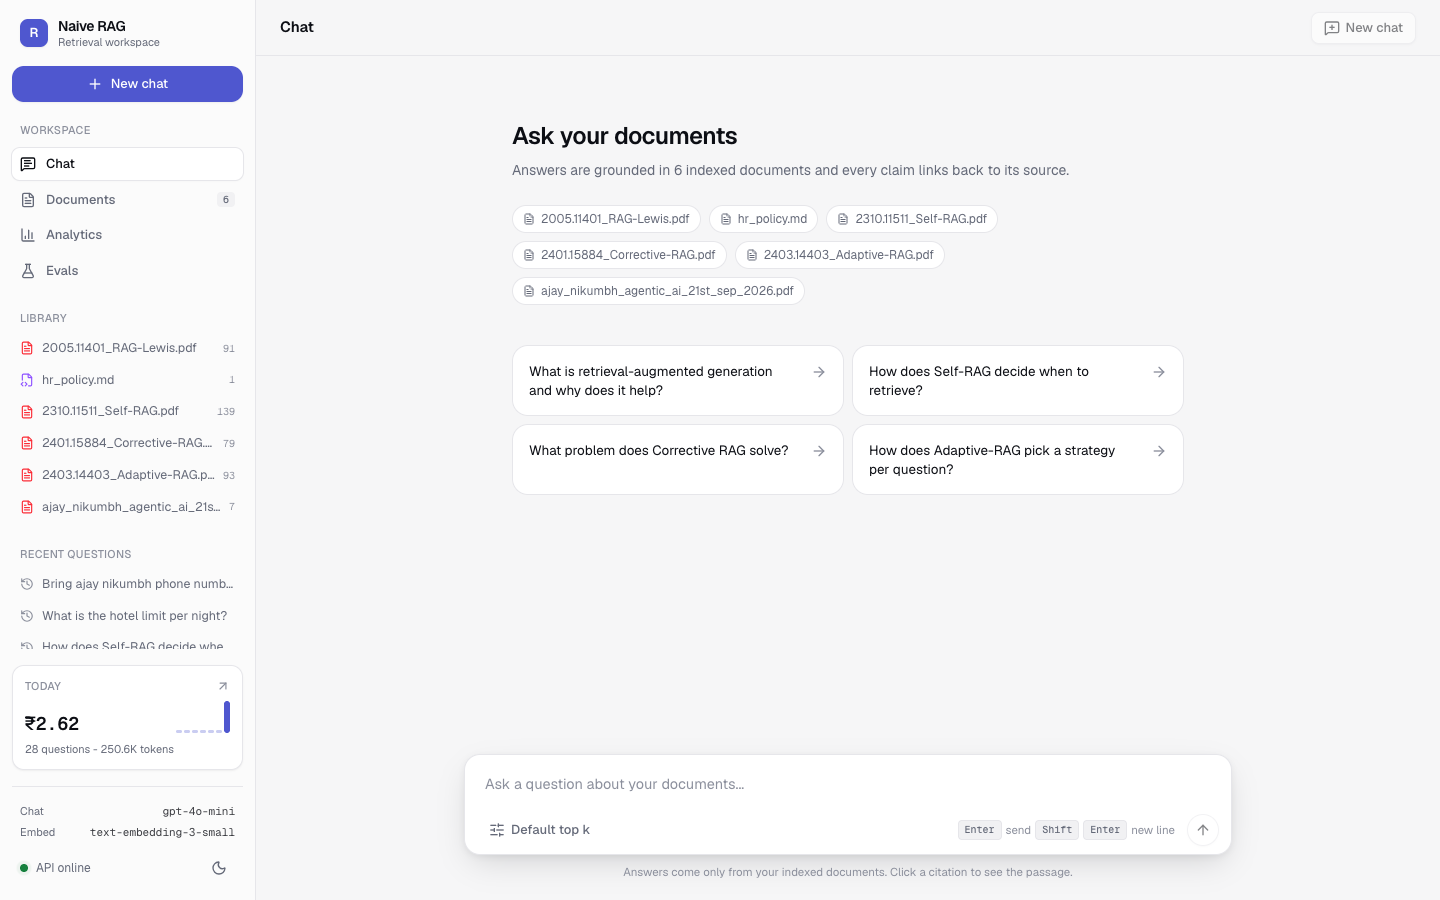 R
Naive RAG
Retrieval workspace
New chat
WORKSPACE
Chat
Documents 6
Analytics
Evals
LIBRARY
2005.11401_RAG-Lewis.pdf 91
hr_policy.md 1
2310.11511_Self-RAG.pdf 139
2401.15884_Corrective-RAG.... 79
2403.14403_Adaptive-RAG.p... 93
ajay_nikumbh_agentic_ai_21s... 7
RECENT QUESTIONS
Bring ajay nikumbh phone numb...
What is the hotel limit per night?
How does Self-RAG decide whe
TODAY
₹2.62
28 questions - 250.6K tokens
Chat gpt-4o-mini
Embed text-embedding-3-small
API online
Chat
New chat
Ask your documents
Answers are grounded in 6 indexed documents and every claim links back to its source.
2005.11401_RAG-Lewis.pdf hr_policy.md 2310.11511_Self-RAG.pdf
2401.15884_Corrective-RAG.pdf 2403.14403_Adaptive-RAG.pdf
ajay_nikumbh_agentic_ai_21st_sep_2026.pdf
What is retrieval-augmented generation
and why does it help?
How does Self-RAG decide when to
retrieve?
What problem does Corrective RAG solve?
How does Adaptive-RAG pick a strategy
per question?
Ask a question about your documents...
Default top k
Enter send Shift Enter new line
Answers come only from your indexed documents. Click a citation to see the passage.